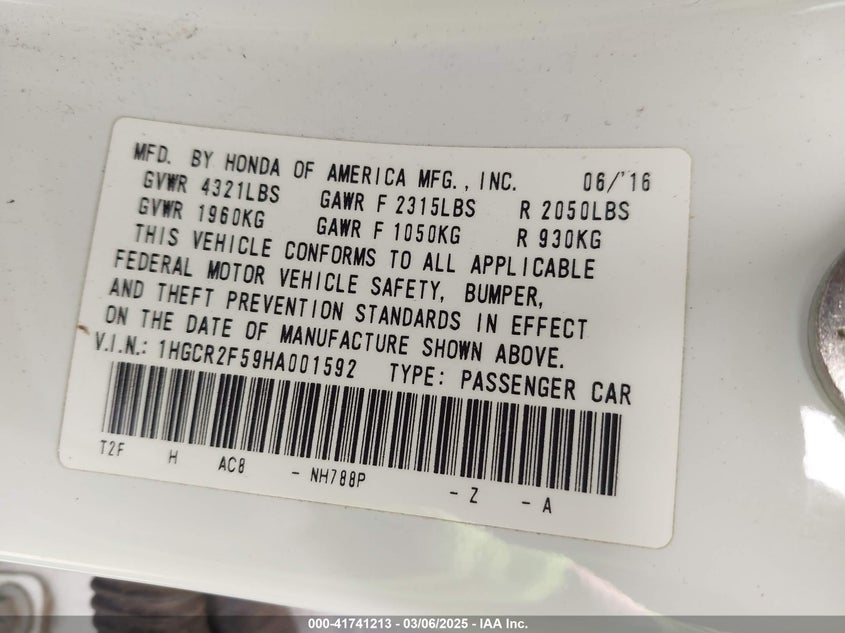 MFD. BY HONDA OF AMERICA MFG., INC. 06/'16
GVWR 4321LBS GAWR F 2315LBS R 2050LBS
GVWR 1960KG GAWR F 1050KG R 930KG
THIS VEHICLE CONFORMS TO ALL APPLICABLE
FEDERAL MOTOR VEHICLE SAFETY, BUMPER,
AND THEFT PREVENTION STANDARDS IN EFFECT
ON THE DATE OF MANUFACTURE SHOWN ABOVE.
V.I.N.: 1HGCR2F59HA001592 TYPE: PASSENGER CAR
T2F H AC8 - NH788P - Z - A
000-41741213 - 03/06/2025 - IAA Inc.